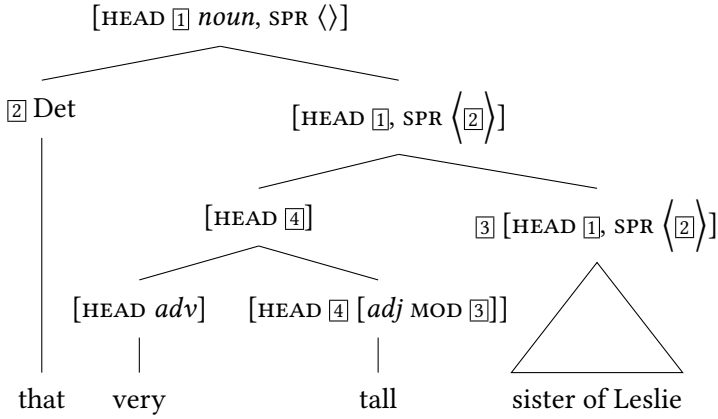 [HEAD 1 noun, SPR ⟨⟩]
2 Det [HEAD 1, SPR ⟨2⟩]
[HEAD 4] 3 [HEAD 1, SPR ⟨2⟩]
[HEAD adv] [HEAD 4 [adj MOD 3]]
that very tall sister of Leslie